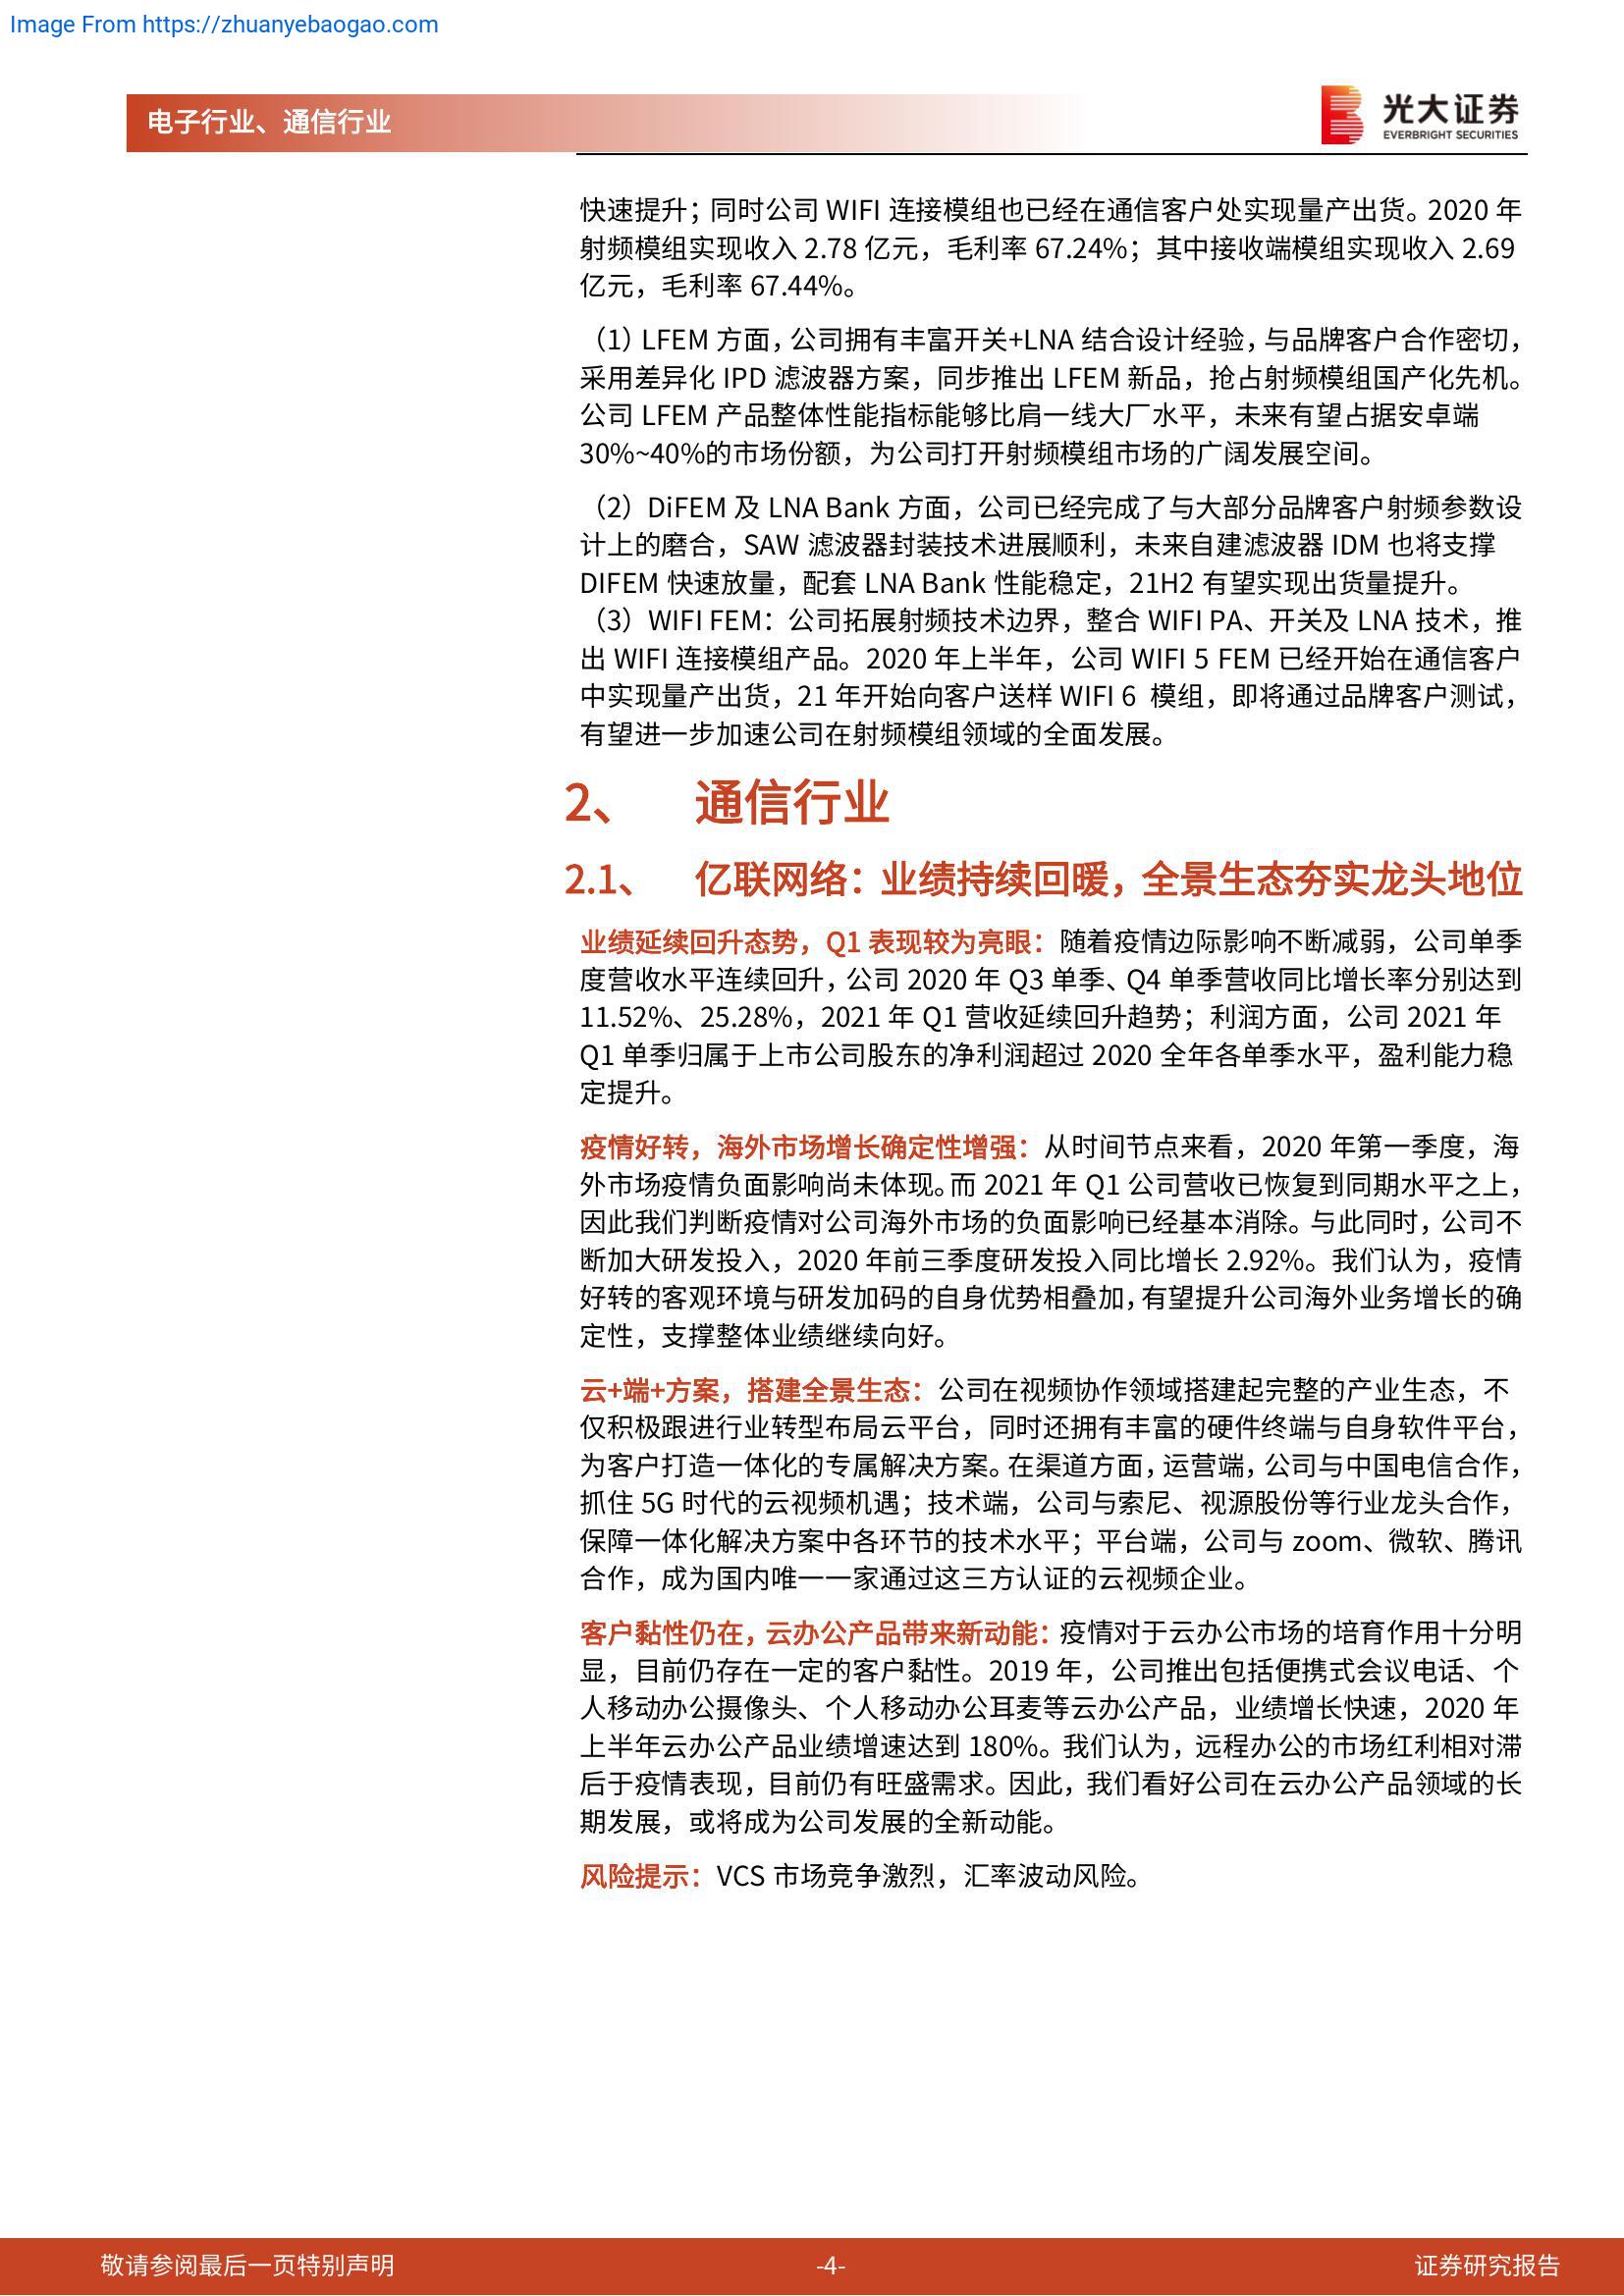 Image From https://zhuanyebaogao.com
电子行业、通信行业
光大证券
EVERBRIGHT SECURITIES
快速提升；同时公司 WIFI 连接模组也已经在通信客户处实现量产出货。2020 年
射频模组实现收入 2.78 亿元，毛利率 67.24%；其中接收端模组实现收入 2.69
亿元，毛利率 67.44%。
（1）LFEM 方面，公司拥有丰富开关+LNA 结合设计经验，与品牌客户合作密切，
采用差异化 IPD 滤波器方案，同步推出 LFEM 新品，抢占射频模组国产化先机。
公司 LFEM 产品整体性能指标能够比肩一线大厂水平，未来有望占据安卓端
30%~40%的市场份额，为公司打开射频模组市场的广阔发展空间。
（2）DiFEM 及 LNA Bank 方面，公司已经完成了与大部分品牌客户射频参数设
计上的磨合，SAW 滤波器封装技术进展顺利，未来自建滤波器 IDM 也将支撑
DIFEM 快速放量，配套 LNA Bank 性能稳定，21H2 有望实现出货量提升。
（3）WIFI FEM：公司拓展射频技术边界，整合 WIFI PA、开关及 LNA 技术，推
出 WIFI 连接模组产品。2020 年上半年，公司 WIFI 5 FEM 已经开始在通信客户
中实现量产出货，21 年开始向客户送样 WIFI 6 模组，即将通过品牌客户测试，
有望进一步加速公司在射频模组领域的全面发展。
2、 通信行业
2.1、 亿联网络：业绩持续回暖，全景生态夯实龙头地位
业绩延续回升态势，Q1 表现较为亮眼：随着疫情边际影响不断减弱，公司单季
度营收水平连续回升，公司 2020 年 Q3 单季、Q4 单季营收同比增长率分别达到
11.52%、25.28%，2021 年 Q1 营收延续回升趋势；利润方面，公司 2021 年
Q1 单季归属于上市公司股东的净利润超过 2020 全年各单季水平，盈利能力稳
定提升。
疫情好转，海外市场增长确定性增强：从时间节点来看，2020 年第一季度，海
外市场疫情负面影响尚未体现。而 2021 年 Q1 公司营收已恢复到同期水平之上，
因此我们判断疫情对公司海外市场的负面影响已经基本消除。与此同时，公司不
断加大研发投入，2020 年前三季度研发投入同比增长 2.92%。我们认为，疫情
好转的客观环境与研发加码的自身优势相叠加，有望提升公司海外业务增长的确
定性，支撑整体业绩继续向好。
云+端+方案，搭建全景生态：公司在视频协作领域搭建起完整的产业生态，不
仅积极跟进行业转型布局云平台，同时还拥有丰富的硬件终端与自身软件平台，
为客户打造一体化的专属解决方案。在渠道方面，运营端，公司与中国电信合作，
抓住 5G 时代的云视频机遇；技术端，公司与索尼、视源股份等行业龙头合作，
保障一体化解决方案中各环节的技术水平；平台端，公司与 zoom、微软、腾讯
合作，成为国内唯一一家通过这三方认证的云视频企业。
客户黏性仍在，云办公产品带来新动能：疫情对于云办公市场的培育作用十分明
显，目前仍存在一定的客户黏性。2019 年，公司推出包括便携式会议电话、个
人移动办公摄像头、个人移动办公耳麦等云办公产品，业绩增长快速，2020 年
上半年云办公产品业绩增速达到 180%。我们认为，远程办公的市场红利相对滞
后于疫情表现，目前仍有旺盛需求。因此，我们看好公司在云办公产品领域的长
期发展，或将成为公司发展的全新动能。
风险提示：VCS 市场竞争激烈，汇率波动风险。
敬请参阅最后一页特别声明
-4-
证券研究报告